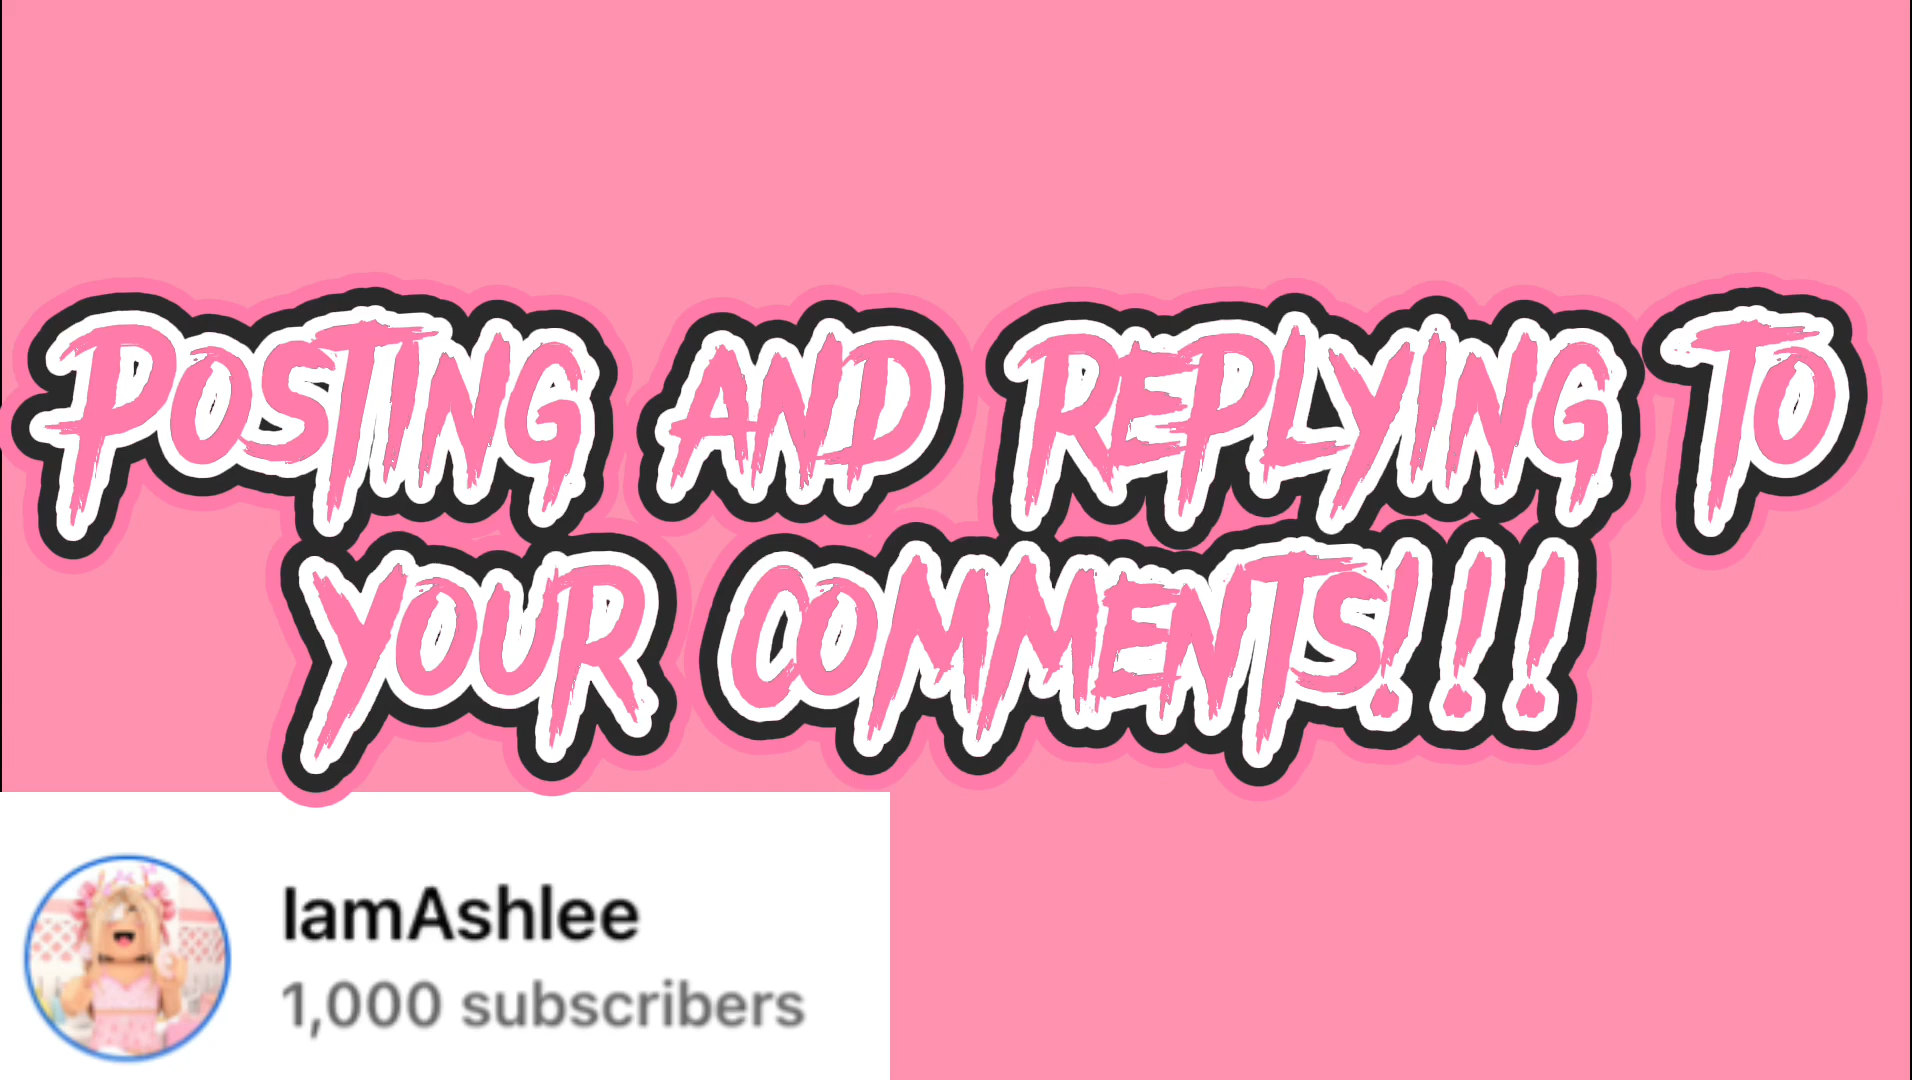 POSTING AND REPLYING TO
YOUR COMMENTS!!!
IamAshlee
1,000 subscribers